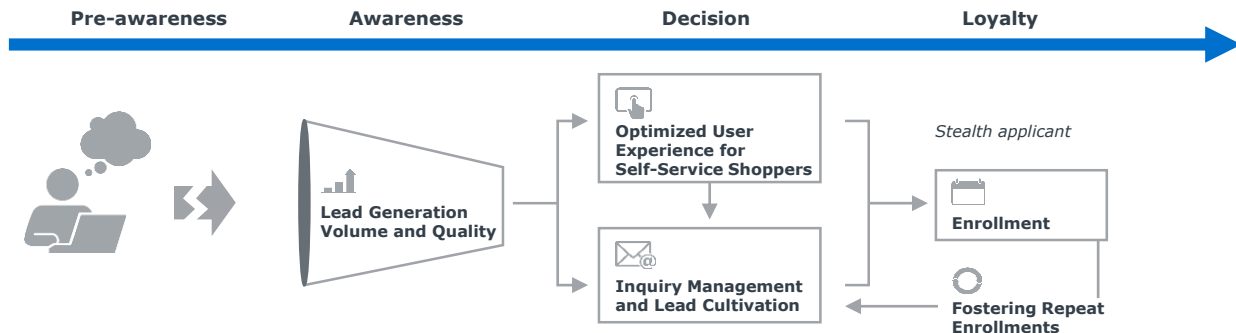 Pre-awareness
Awareness
Decision
Loyalty
Optimized User
Experience for
Self-Service Shoppers
Stealth applicant
Lead Generation
Volume and Quality
Enrollment
@
Inquiry Management
and Lead Cultivation
Fostering Repeat
Enrollments